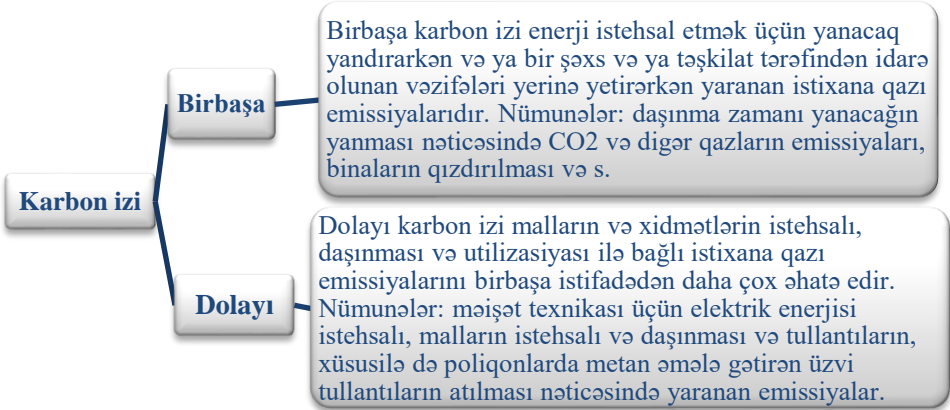 Birbaşa karbon izi enerji istehsal etmək üçün yanacaq
yandırarkən və ya bir şəxs və ya təşkilat tərəfindən idarə
olunan vəzifələri yerinə yetirərkən yaranan istixana qazı
emissiyalarıdır. Nümunələr: daşınma zamanı yanacağın
yanması nəticəsində CO2 və digər qazların emissiyaları,
binaların qızdırılması və s.
Birbaşa
Karbon izi
Dolayı karbon izi malların və xidmətlərin istehsalı,
daşınması və utilizasiyası ilə bağlı istixana qazı
emissiyalarını birbaşa istifadədən daha çox əhatə edir.
Nümunələr: məişət texnikası üçün elektrik enerjisi
istehsalı, malların istehsalı və daşınması və tullantıların,
xüsusilə də poliqonlarda metan əmələ gətirən üzvi
tullantıların atılması nəticəsində yaranan emissiyalar.
Dolayı